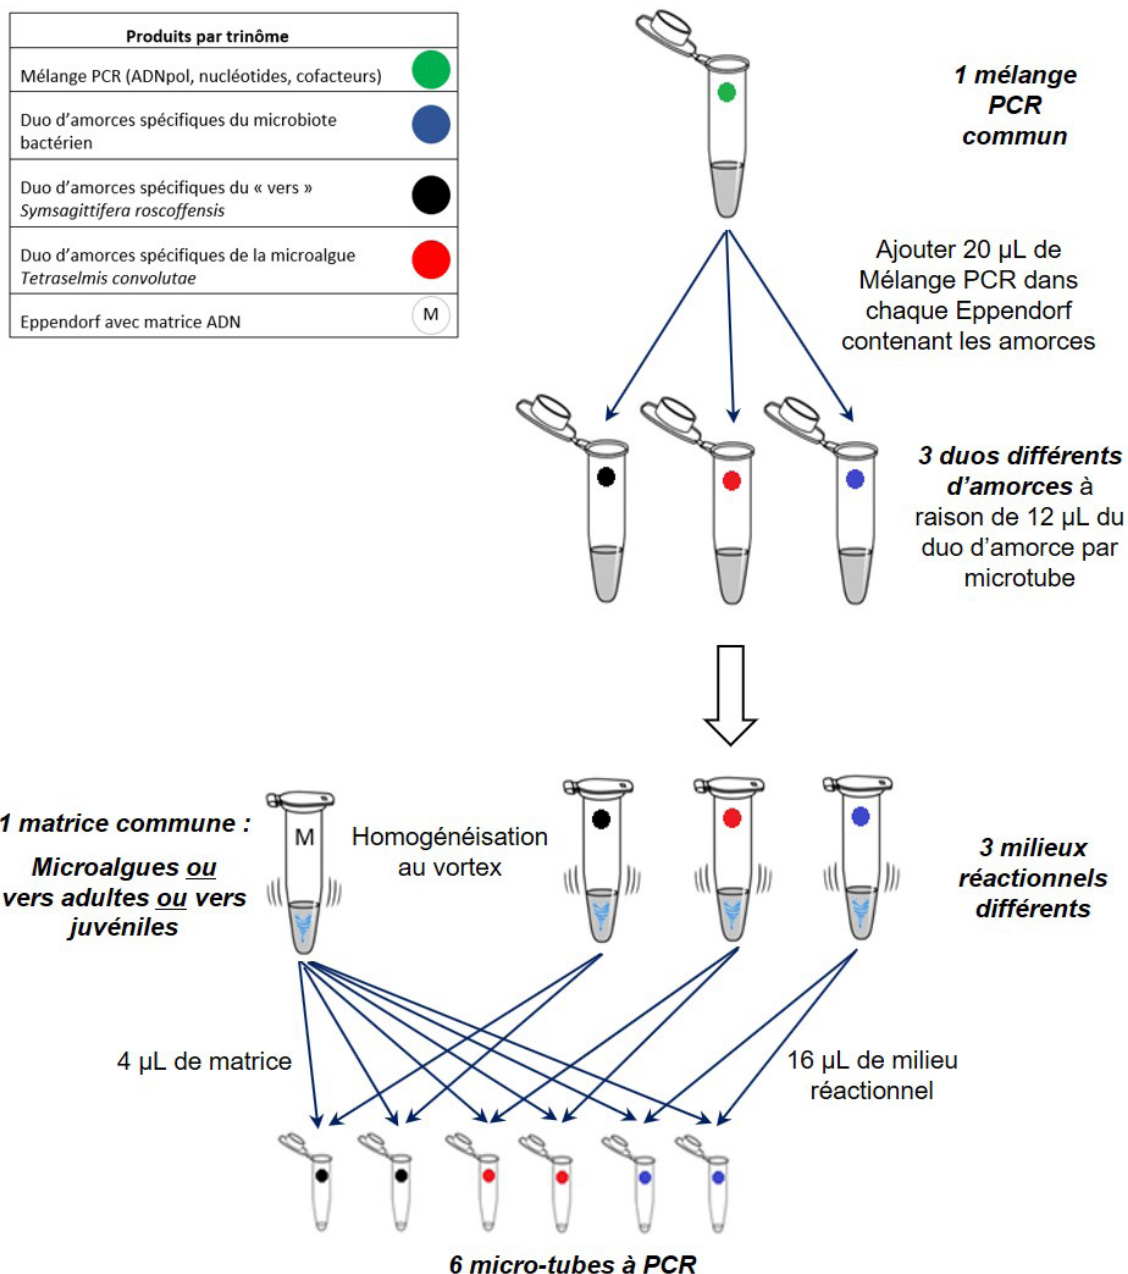 Produits par trinôme
Mélange PCR (ADNpol, nucléotides, cofacteurs)
Duo d'amorces spécifiques du microbiote
bactérien
Duo d'amorces spécifiques du « vers »
Symsagittifera roscoffensis
Duo d'amorces spécifiques de la microalgue
Tetraselmis convolutae
Eppendorf avec matrice ADN
M
1 mélange
PCR
commun
Ajouter 20 µL de
Mélange PCR dans
chaque Eppendorf
contenant les amorces
3 duos différents
d'amorces à
raison de 12 µL du
duo d'amorce par
microtube
1 matrice commune :
Microalgues ou
vers adultes ou vers
juvéniles
M
Homogénéisation
au vortex
3 milieux
réactionnels
différents
4 µL de matrice
16 µL de milieu
réactionnel
6 micro-tubes à PCR